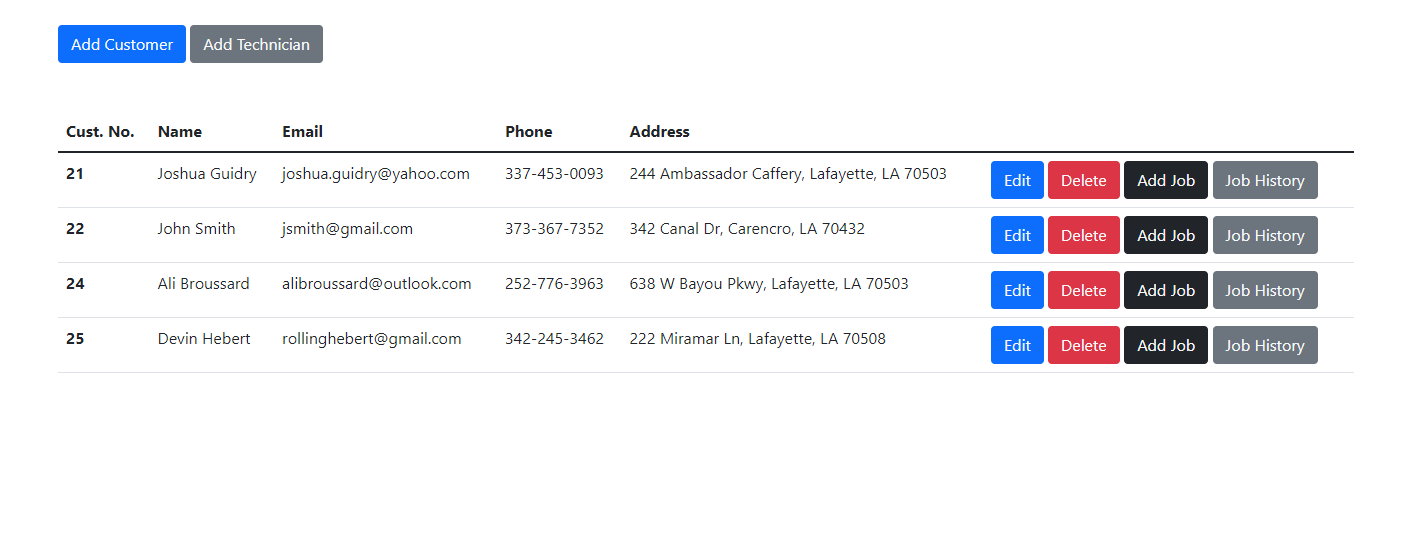 Add Customer Add Technician
Cust. No. Name Email Phone Address
21 Joshua Guidry joshua.guidry@yahoo.com 337-453-0093 244 Ambassador Caffery, Lafayette, LA 70503 Edit Delete Add Job Job History
22 John Smith jsmith@gmail.com 373-367-7352 342 Canal Dr, Carencro, LA 70432 Edit Delete Add Job Job History
24 Ali Broussard alibroussard@outlook.com 252-776-3963 638 W Bayou Pkwy, Lafayette, LA 70503 Edit Delete Add Job Job History
25 Devin Hebert rollinghebert@gmail.com 342-245-3462 222 Miramar Ln, Lafayette, LA 70508 Edit Delete Add Job Job History